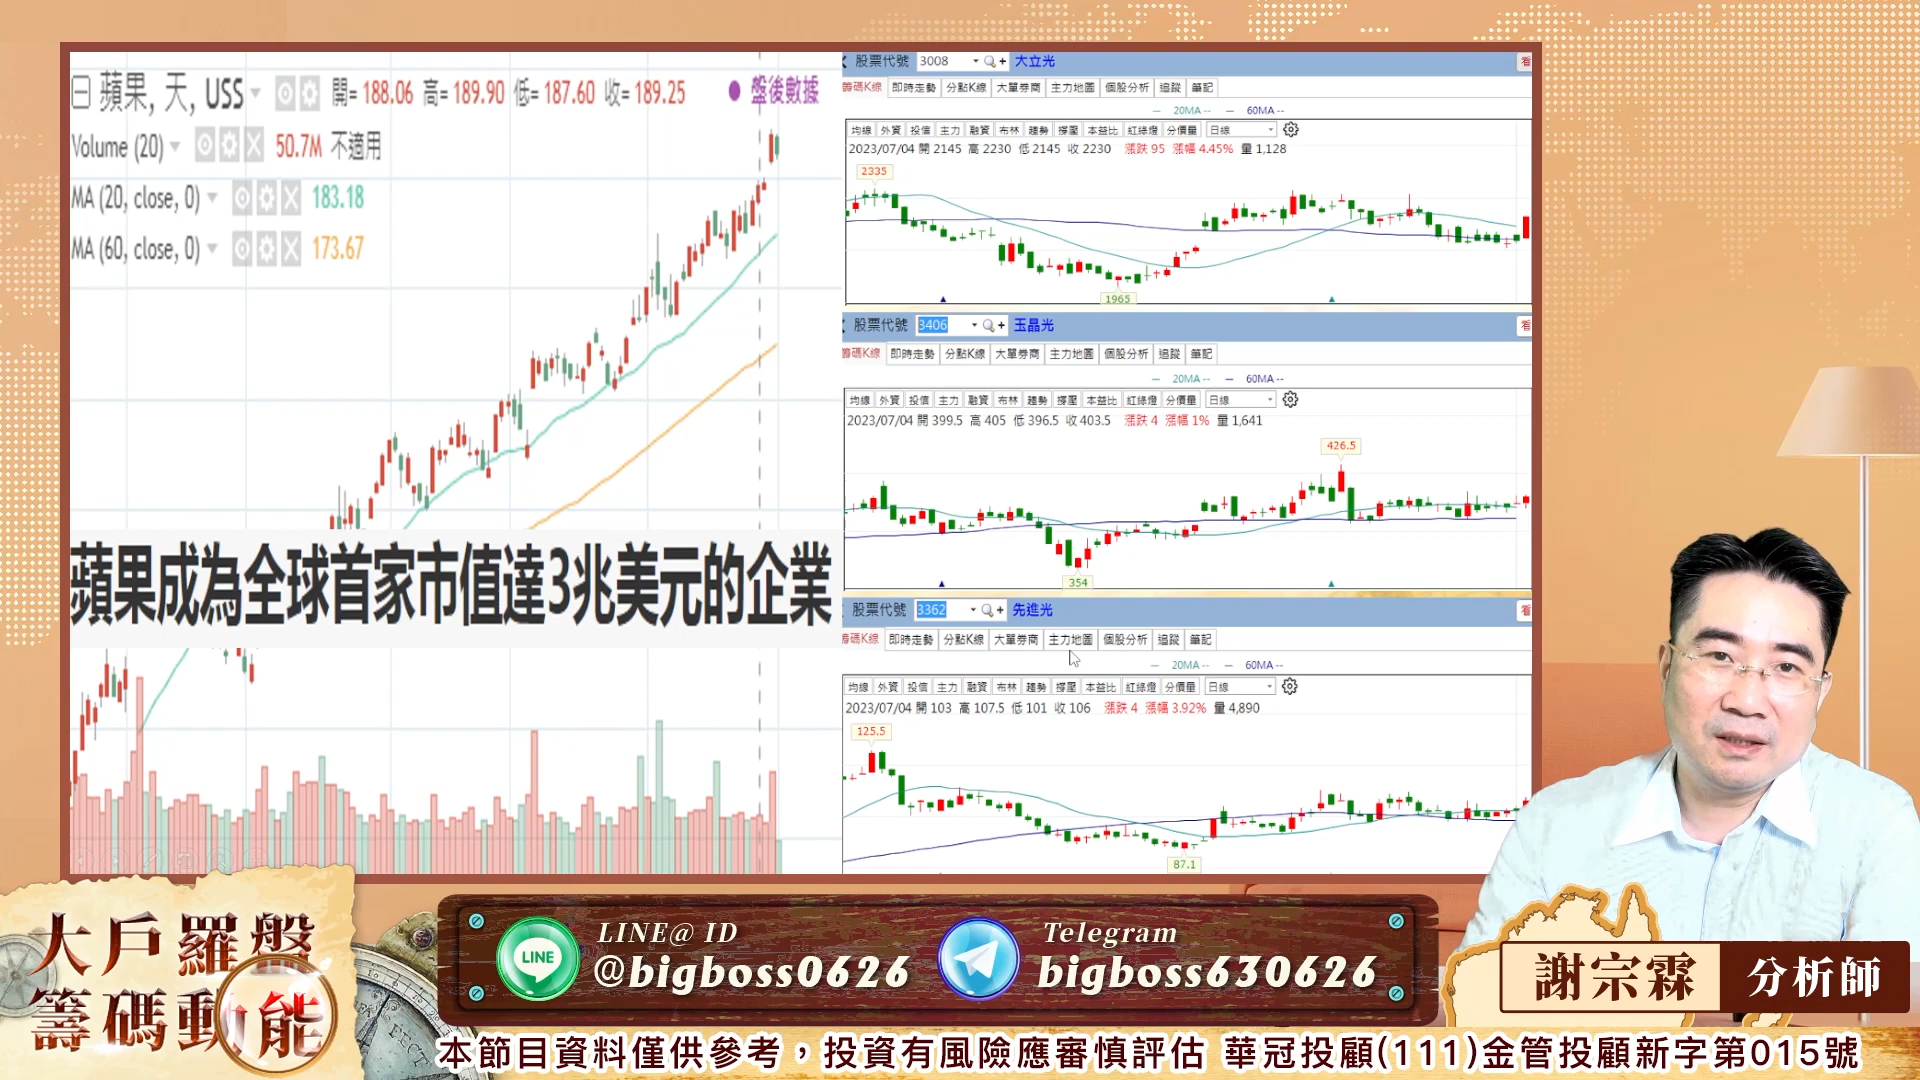 蘋果, 天, USS 開= 188.06 高= 189.90 低= 187.60 收= 189.25 盤後數據
Volume (20) 50.7M 不適用
MA (20, close, 0) 183.18
MA (60, close, 0) 173.67
蘋果成為全球首家市值達3兆美元的企業
股票代號 3008 大立光 看
籌碼K線 即時走勢 分點K線 大單券商 主力地圖 個股分析 追蹤 筆記
20MA -- 60MA --
均線 外資 投信 主力 融資 布林 趨勢 撐壓 本益比 紅綠燈 分價量 日線
2023/07/04 開 2145 高 2230 低 2145 收 2230 漲跌 95 漲幅 4.45% 量 1,128
2335
1965
股票代號 3406 玉晶光 看
籌碼K線 即時走勢 分點K線 大單券商 主力地圖 個股分析 追蹤 筆記
20MA -- 60MA --
均線 外資 投信 主力 融資 布林 趨勢 撐壓 本益比 紅綠燈 分價量 日線
2023/07/04 開 399.5 高 405 低 396.5 收 403.5 漲跌 4 漲幅 1% 量 1,641
426.5
354
股票代號 3362 先進光 看
籌碼K線 即時走勢 分點K線 大單券商 主力地圖 個股分析 追蹤 筆記
20MA -- 60MA --
均線 外資 投信 主力 融資 布林 趨勢 撐壓 本益比 紅綠燈 分價量 日線
2023/07/04 開 103 高 107.5 低 101 收 106 漲跌 4 漲幅 3.92% 量 4,890
125.5
87.1
大戶羅盤
籌碼動能
LINE
LINE@ ID
@bigboss0626
Telegram
bigboss630626
謝宗霖 分析師
本節目資料僅供參考，投資有風險應審慎評估 華冠投顧(111)金管投顧新字第015號